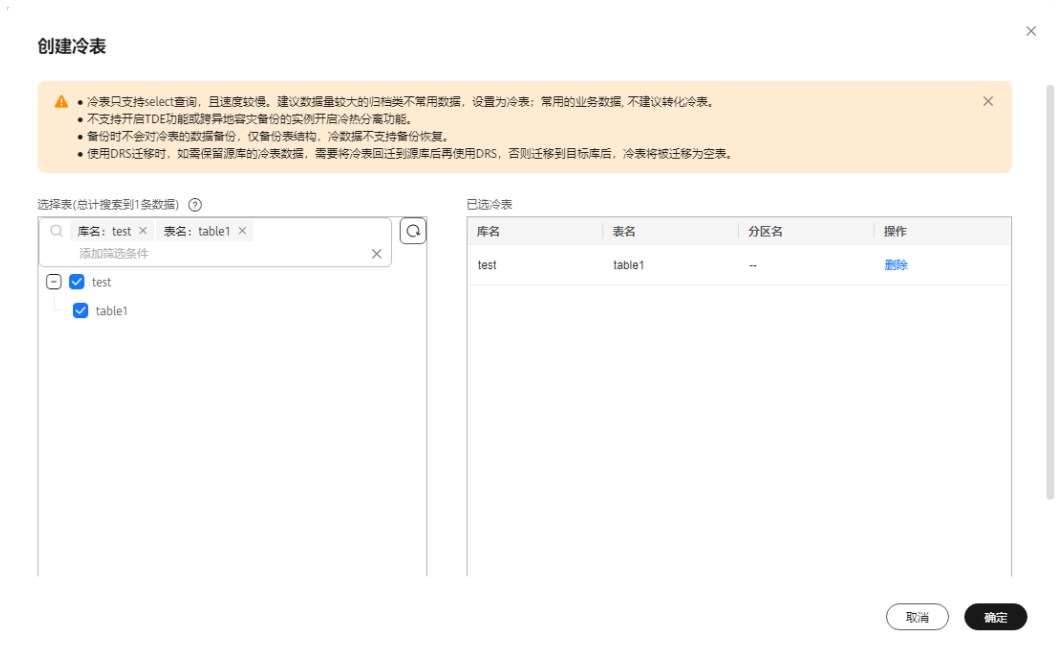 创建冷表
● 冷表只支持select查询，且速度较慢。建议数据量较大的归档类不常用数据，设置为冷表；常用的业务数据, 不建议转化冷表。
● 不支持开启TDE功能或跨异地容灾备份的实例开启冷热分离功能。
● 备份时不会对冷表的数据备份，仅备份表结构，冷数据不支持备份恢复。
● 使用DRS迁移时，如需保留源库的冷表数据，需要将冷表回迁到源库后再使用DRS，否则迁移到目标库后，冷表将被迁移为空表。
选择表(总计搜索到1条数据) ?
库名：test × 表名：table1 ×
添加筛选条件
test
table1
已选冷表
库名 表名 分区名 操作
test table1 -- 删除
取消 确定